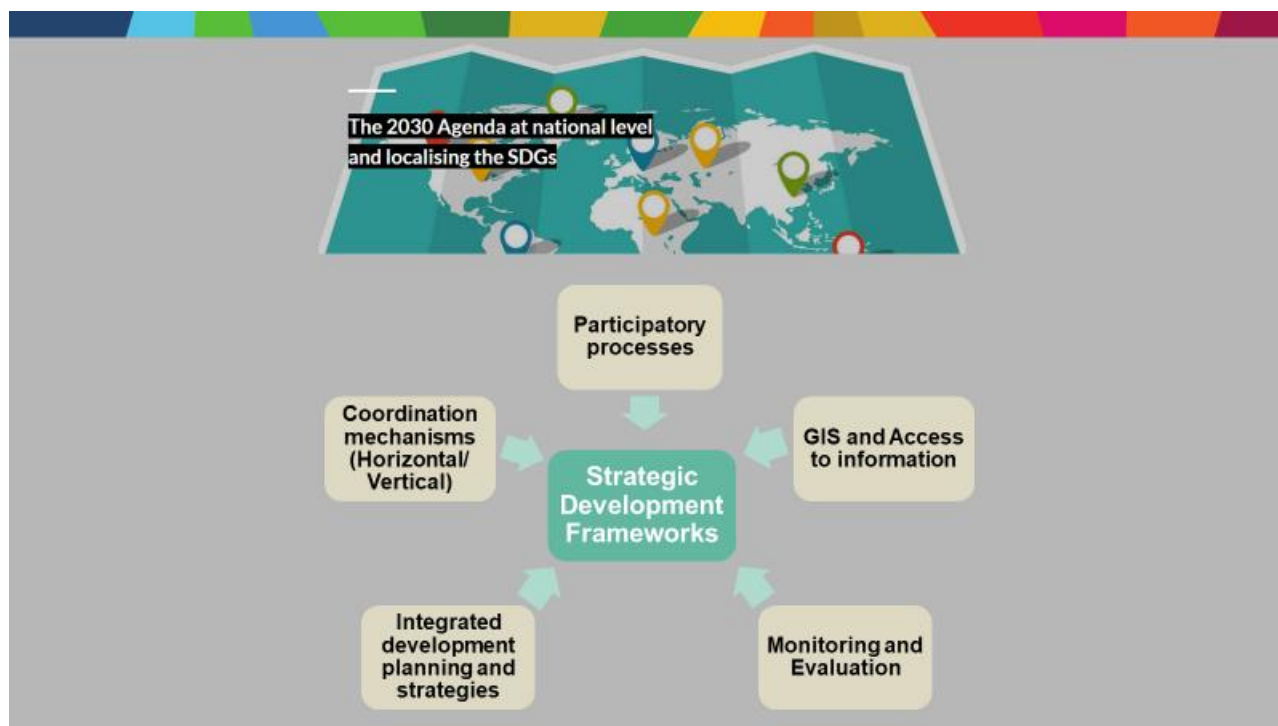 The 2030 Agenda at national level
and localising the SDGs
Participatory
processes
Coordination
mechanisms
(Horizontal/
Vertical)
GIS and Access
to information
Strategic
Development
Frameworks
Integrated
development
planning and
strategies
Monitoring and
Evaluation